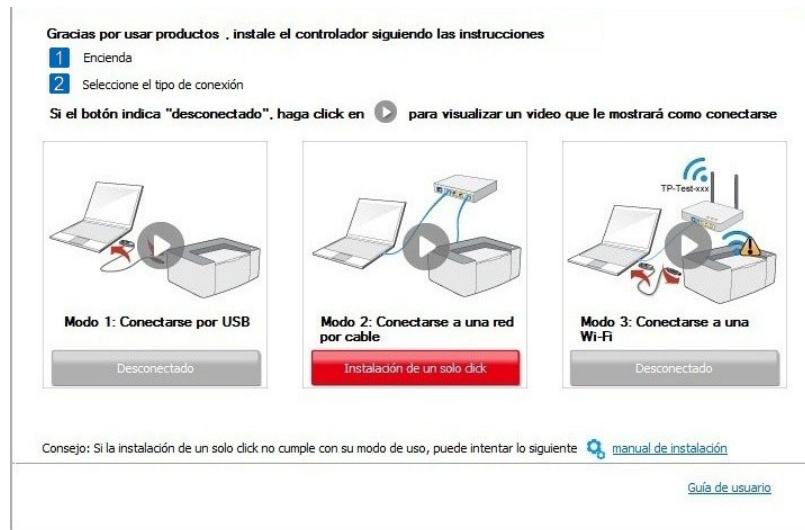 Gracias por usar productos , instale el controlador siguiendo las instrucciones
1 Encienda
2 Seleccione el tipo de conexión
Si el botón indica "desconectado", haga click en para visualizar un video que le mostrará como conectarse
TP-Test-xxx
Modo 1: Conectarse por USB
Desconectado
Modo 2: Conectarse a una red
por cable
Instalación de un solo click
Modo 3: Conectarse a una
Wi-Fi
Desconectado
Consejo: Si la instalación de un solo click no cumple con su modo de uso, puede intentar lo siguiente manual de instalación
Guía de usuario